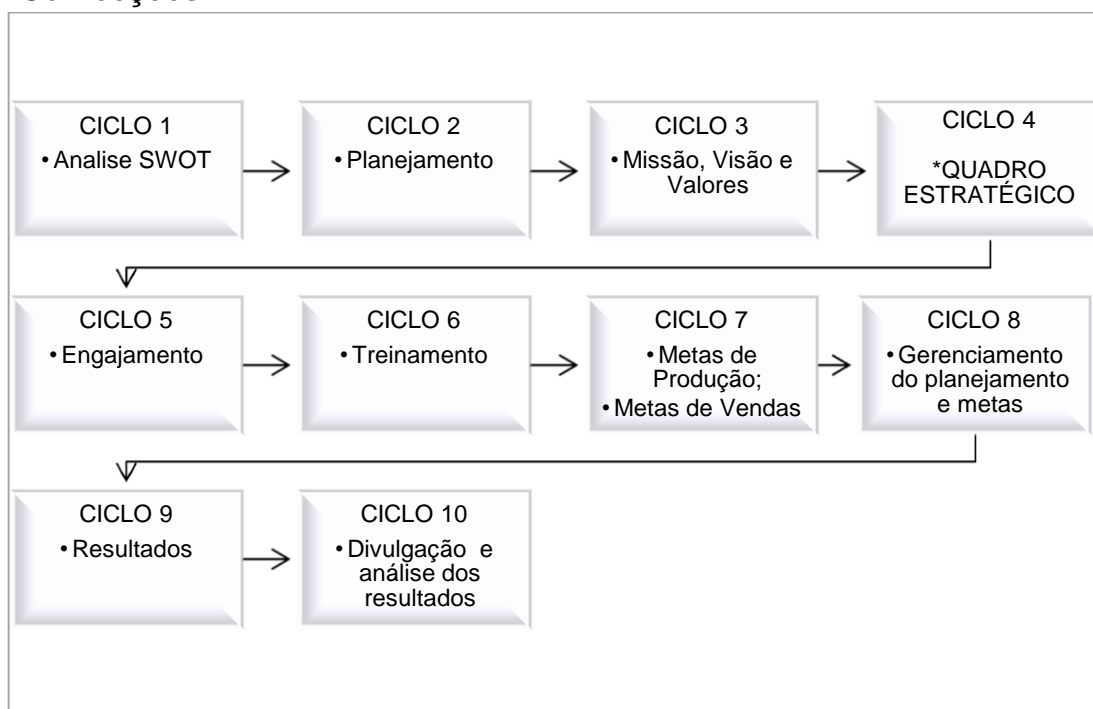 CICLO 1
• Analise SWOT
CICLO 2
• Planejamento
CICLO 3
• Missão, Visão e
Valores
CICLO 4
*QUADRO
ESTRATÉGICO
CICLO 5
• Engajamento
CICLO 6
• Treinamento
CICLO 7
• Metas de
Produção;
• Metas de Vendas
CICLO 8
• Gerenciamento
do planejamento
e metas
CICLO 9
• Resultados
CICLO 10
• Divulgação e
análise dos
resultados